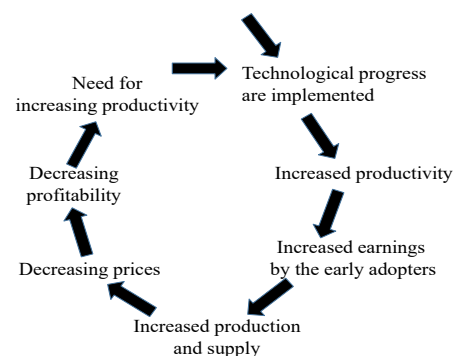 Technological progress
are implemented
Increased productivity
Increased earnings
by the early adopters
Increased production
and supply
Decreasing prices
Decreasing
profitability
Need for
increasing productivity